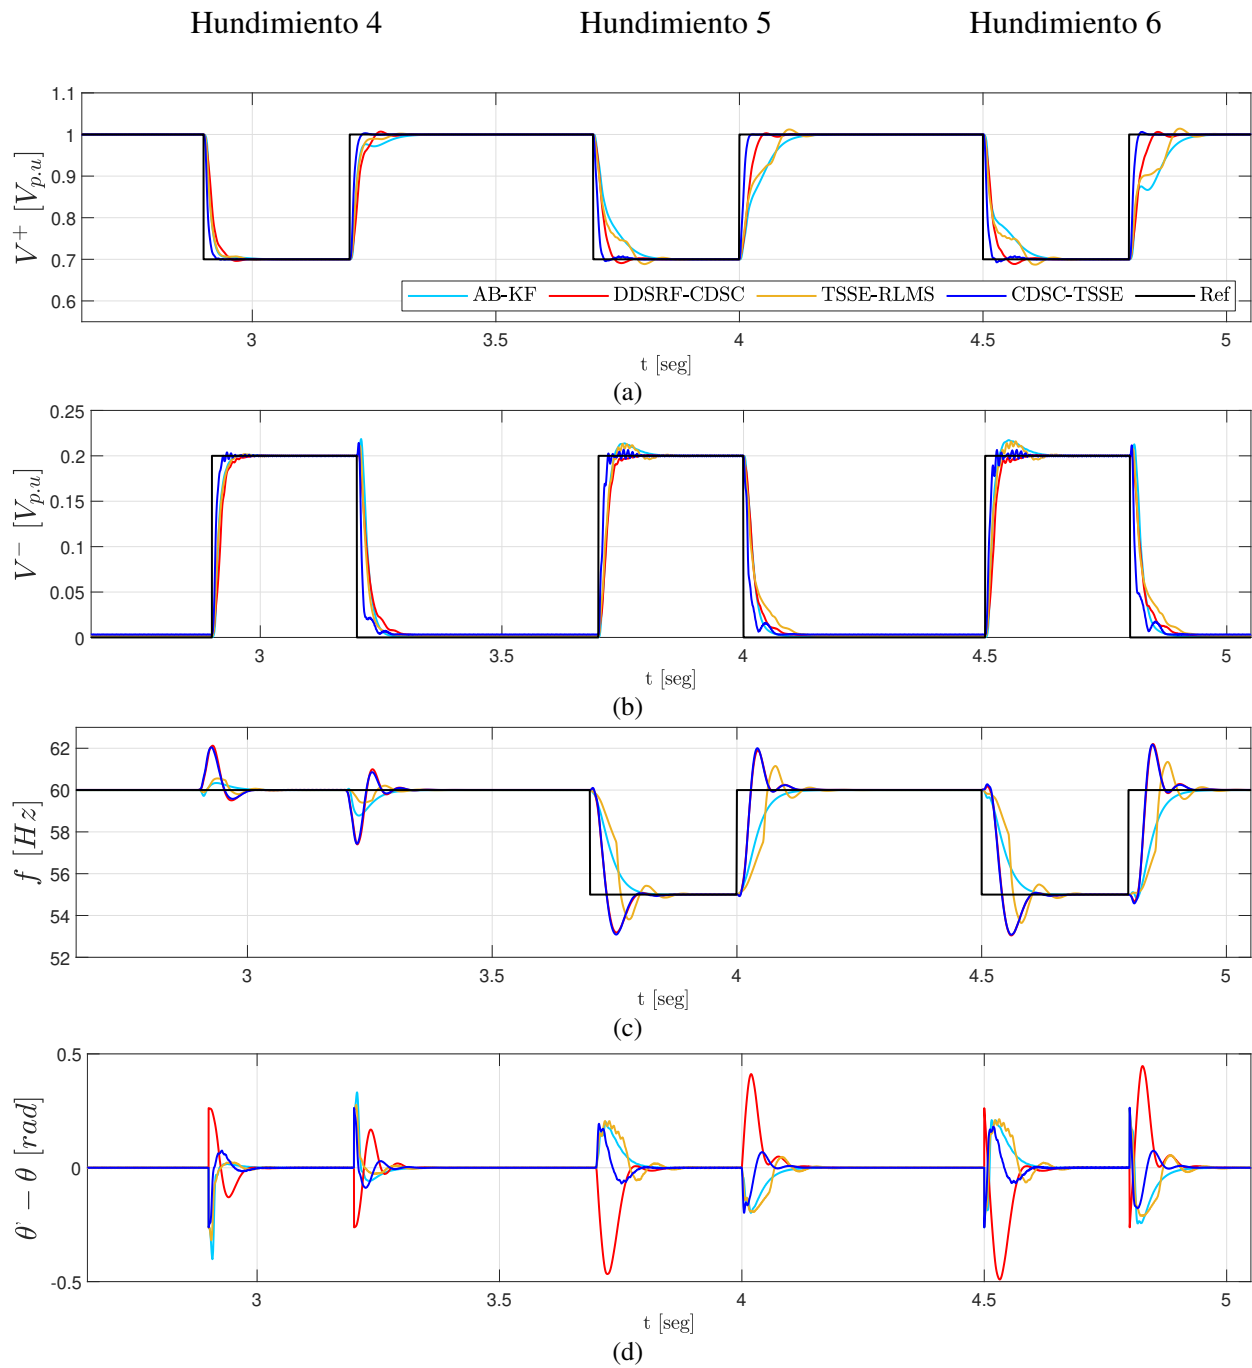 Hundimiento 4 Hundimiento 5 Hundimiento 6
1.1
1
0.9
0.8
0.7
0.6
V⁺ [V_{p.u}]
AB-KF DDSRF-CDSC TSSE-RLMS CDSC-TSSE Ref
3 3.5 4 4.5 5
t [seg]
(a)
0.25
0.2
0.15
0.1
0.05
0
V⁻ [V_{p.u}]
3 3.5 4 4.5 5
t [seg]
(b)
62
60
58
56
54
52
f [Hz]
3 3.5 4 4.5 5
t [seg]
(c)
0.5
0
-0.5
θ' − θ [rad]
3 3.5 4 4.5 5
t [seg]
(d)